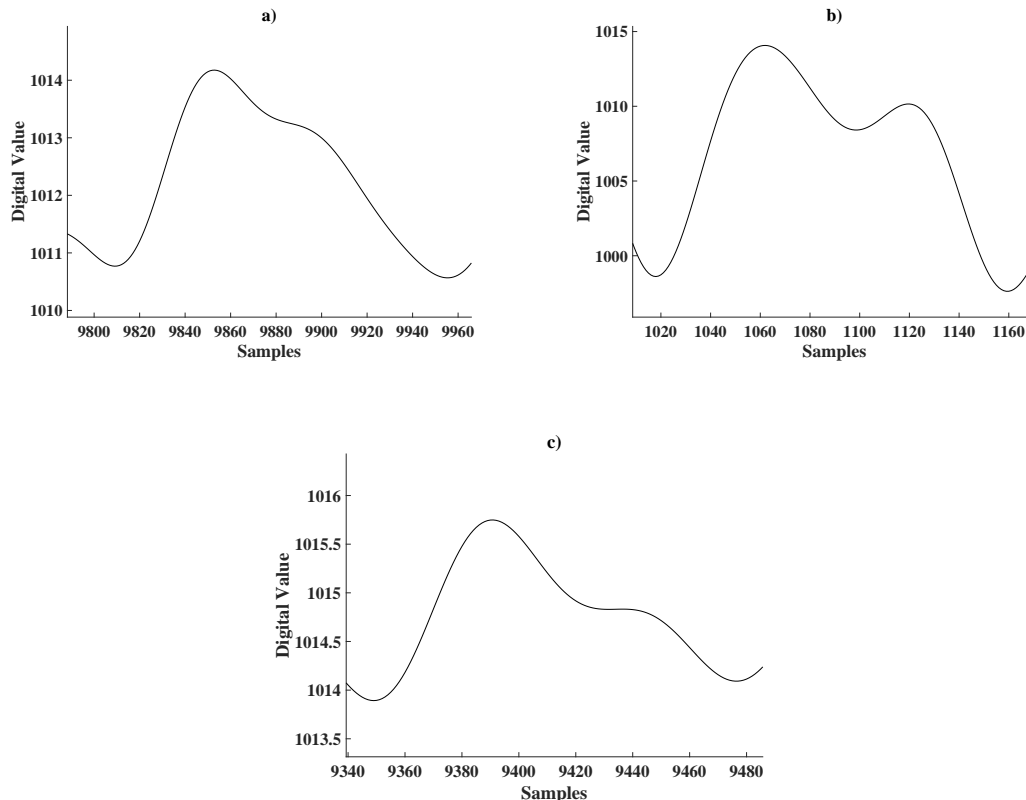 a)
1014
1013
1012
1011
1010
Digital Value
9800 9820 9840 9860 9880 9900 9920 9940 9960
Samples
b)
1015
1010
1005
1000
Digital Value
1020 1040 1060 1080 1100 1120 1140 1160
Samples
c)
1016
1015.5
1015
1014.5
1014
1013.5
Digital Value
9340 9360 9380 9400 9420 9440 9460 9480
Samples